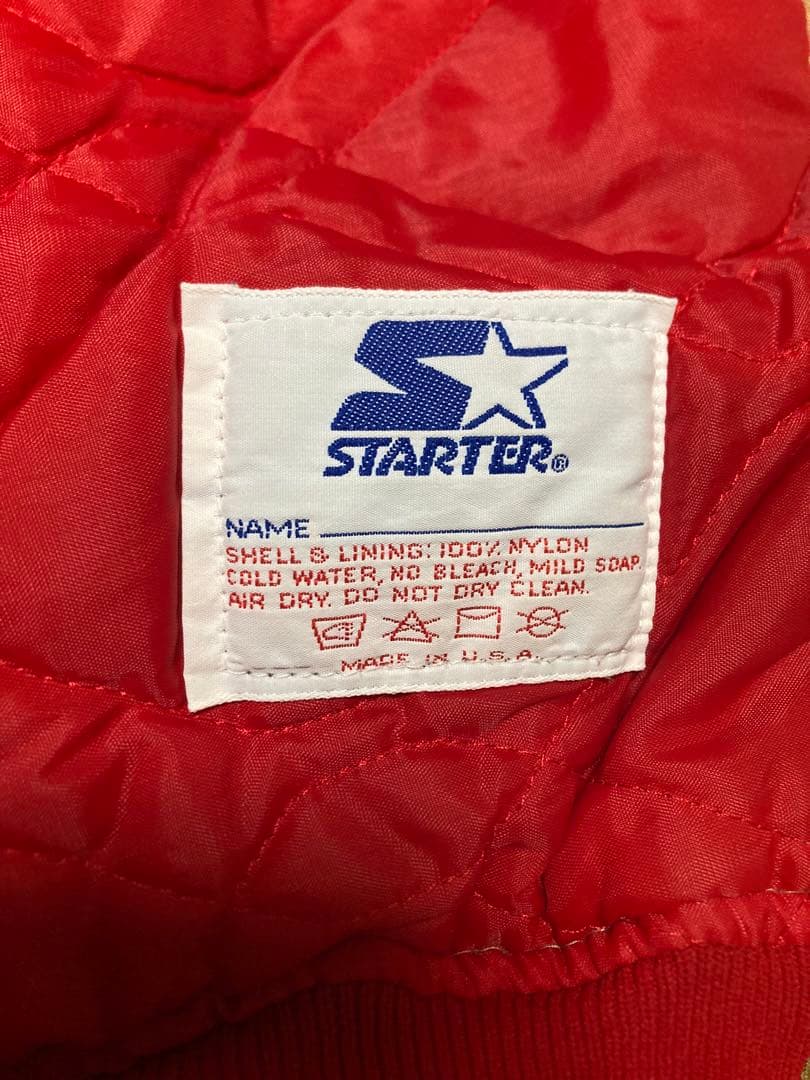 STARTER®
NAME
SHELL & LINING: 100% NYLON
COLD WATER, NO BLEACH, MILD SOAP.
AIR DRY. DO NOT DRY CLEAN.
MADE IN U.S.A.